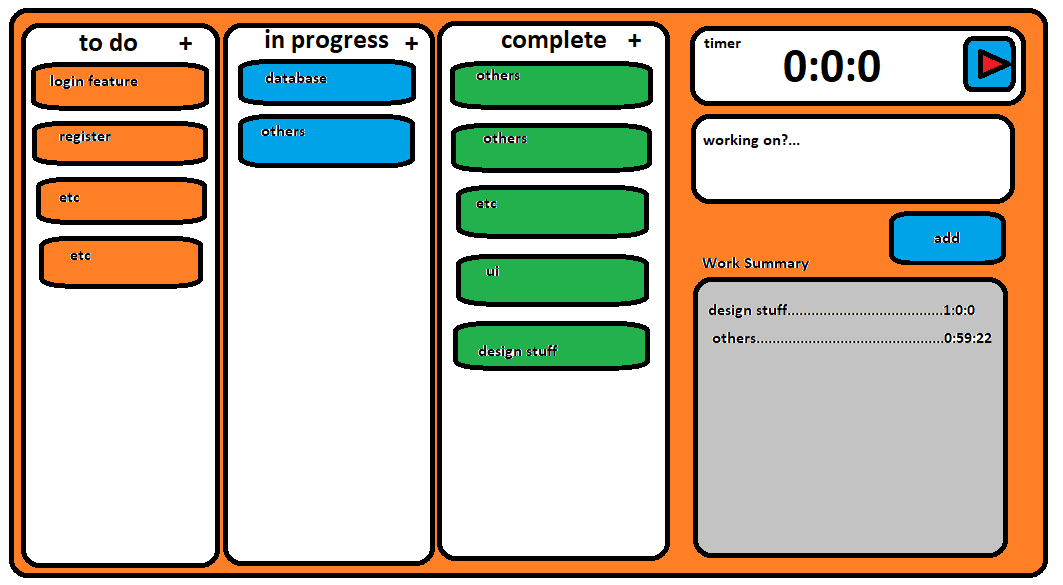 to do +
login feature
register
etc
etc
in progress +
database
others
complete +
others
others
etc
ui
design stuff
timer
0:0:0
working on?...
add
Work Summary
design stuff.......................................1:0:0
others...............................................0:59:22